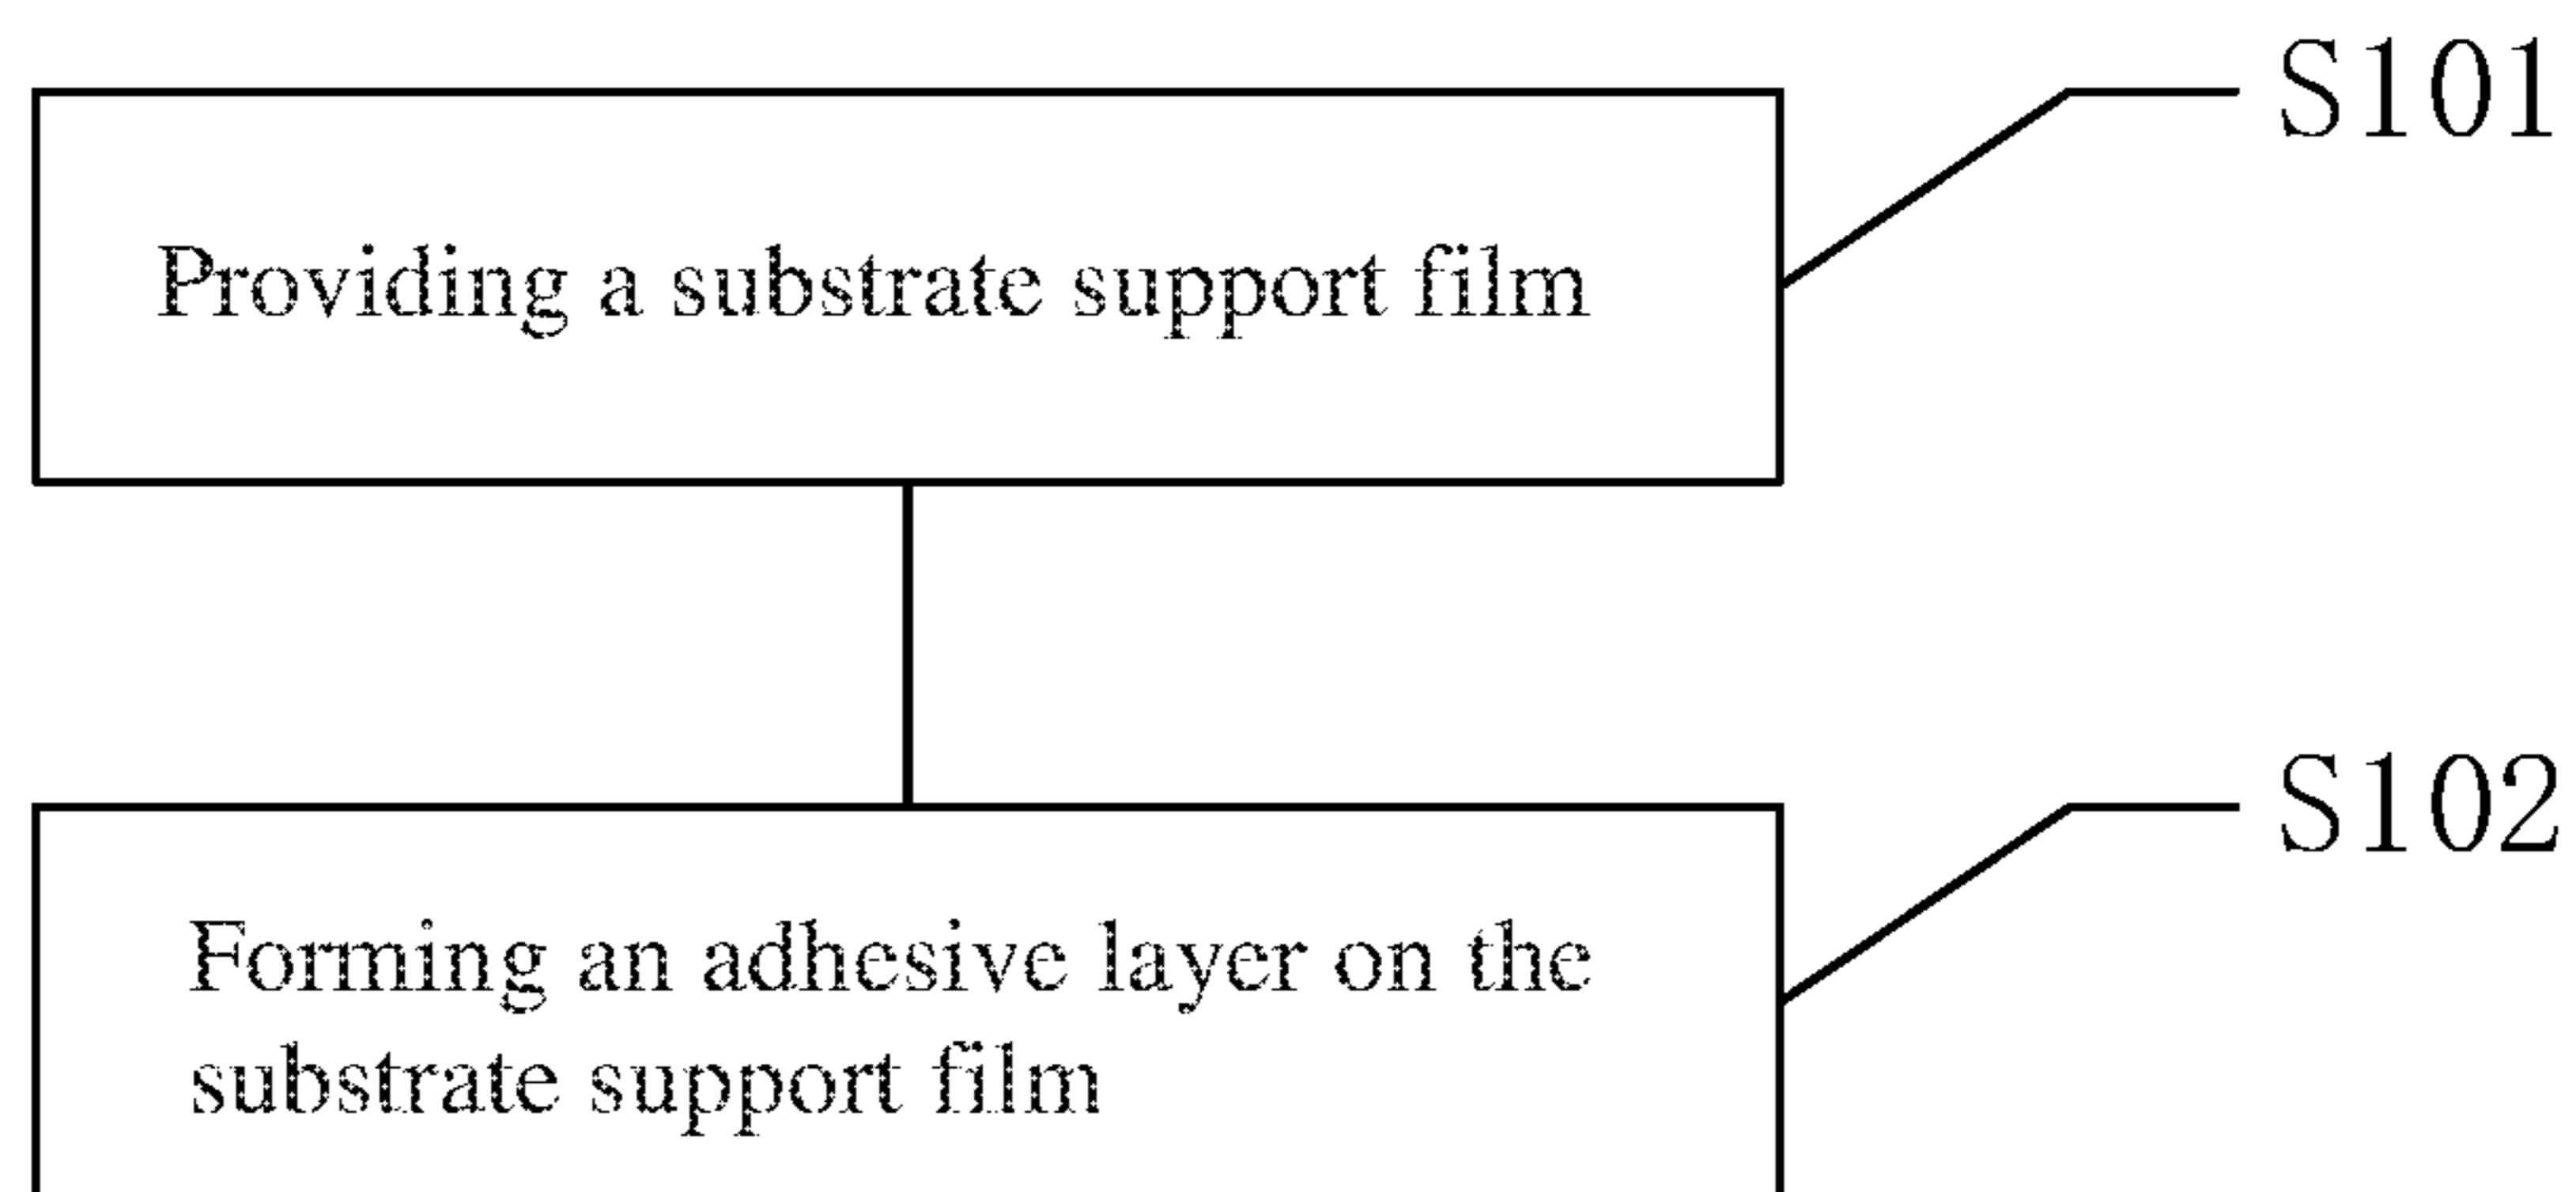 S101
Providing a substrate support film
S102
Forming an adhesive layer on the
substrate support film